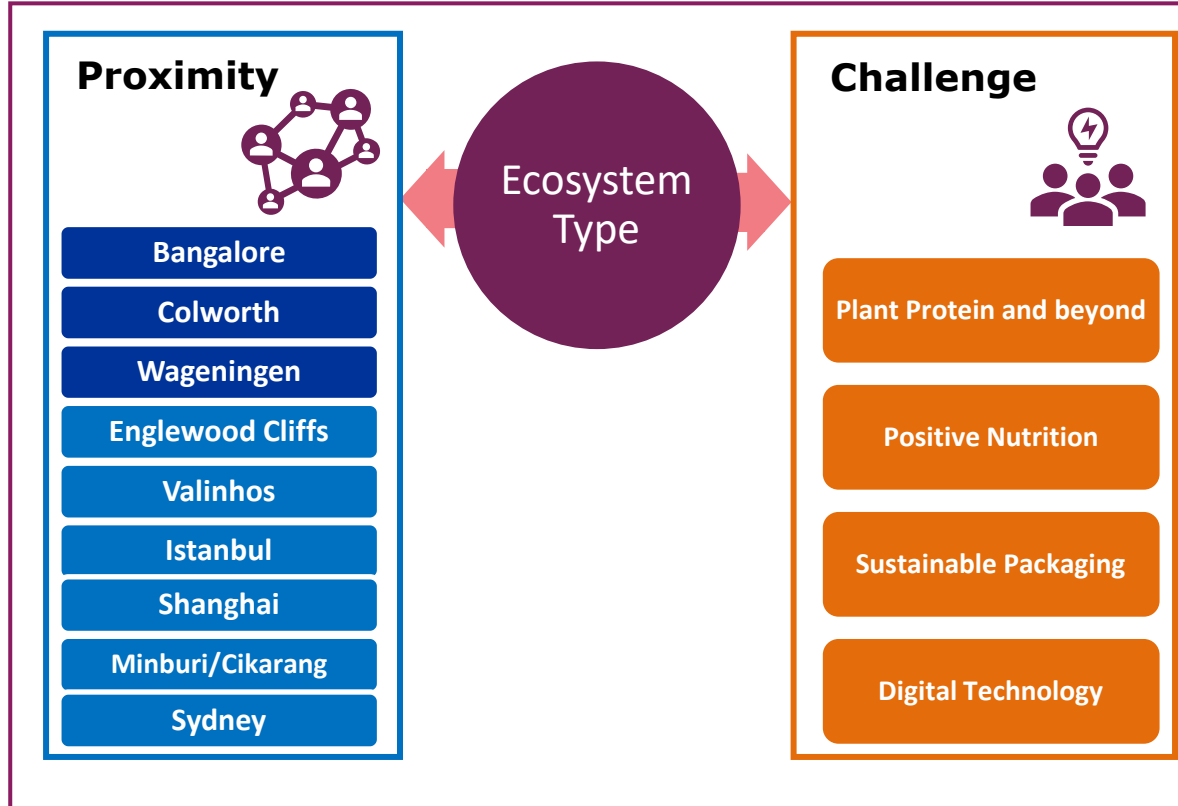 Proximity
Bangalore
Colworth
Wageningen
Englewood Cliffs
Valinhos
Istanbul
Shanghai
Minburi/Cikarang
Sydney
Ecosystem
Type
Challenge
Plant Protein and beyond
Positive Nutrition
Sustainable Packaging
Digital Technology